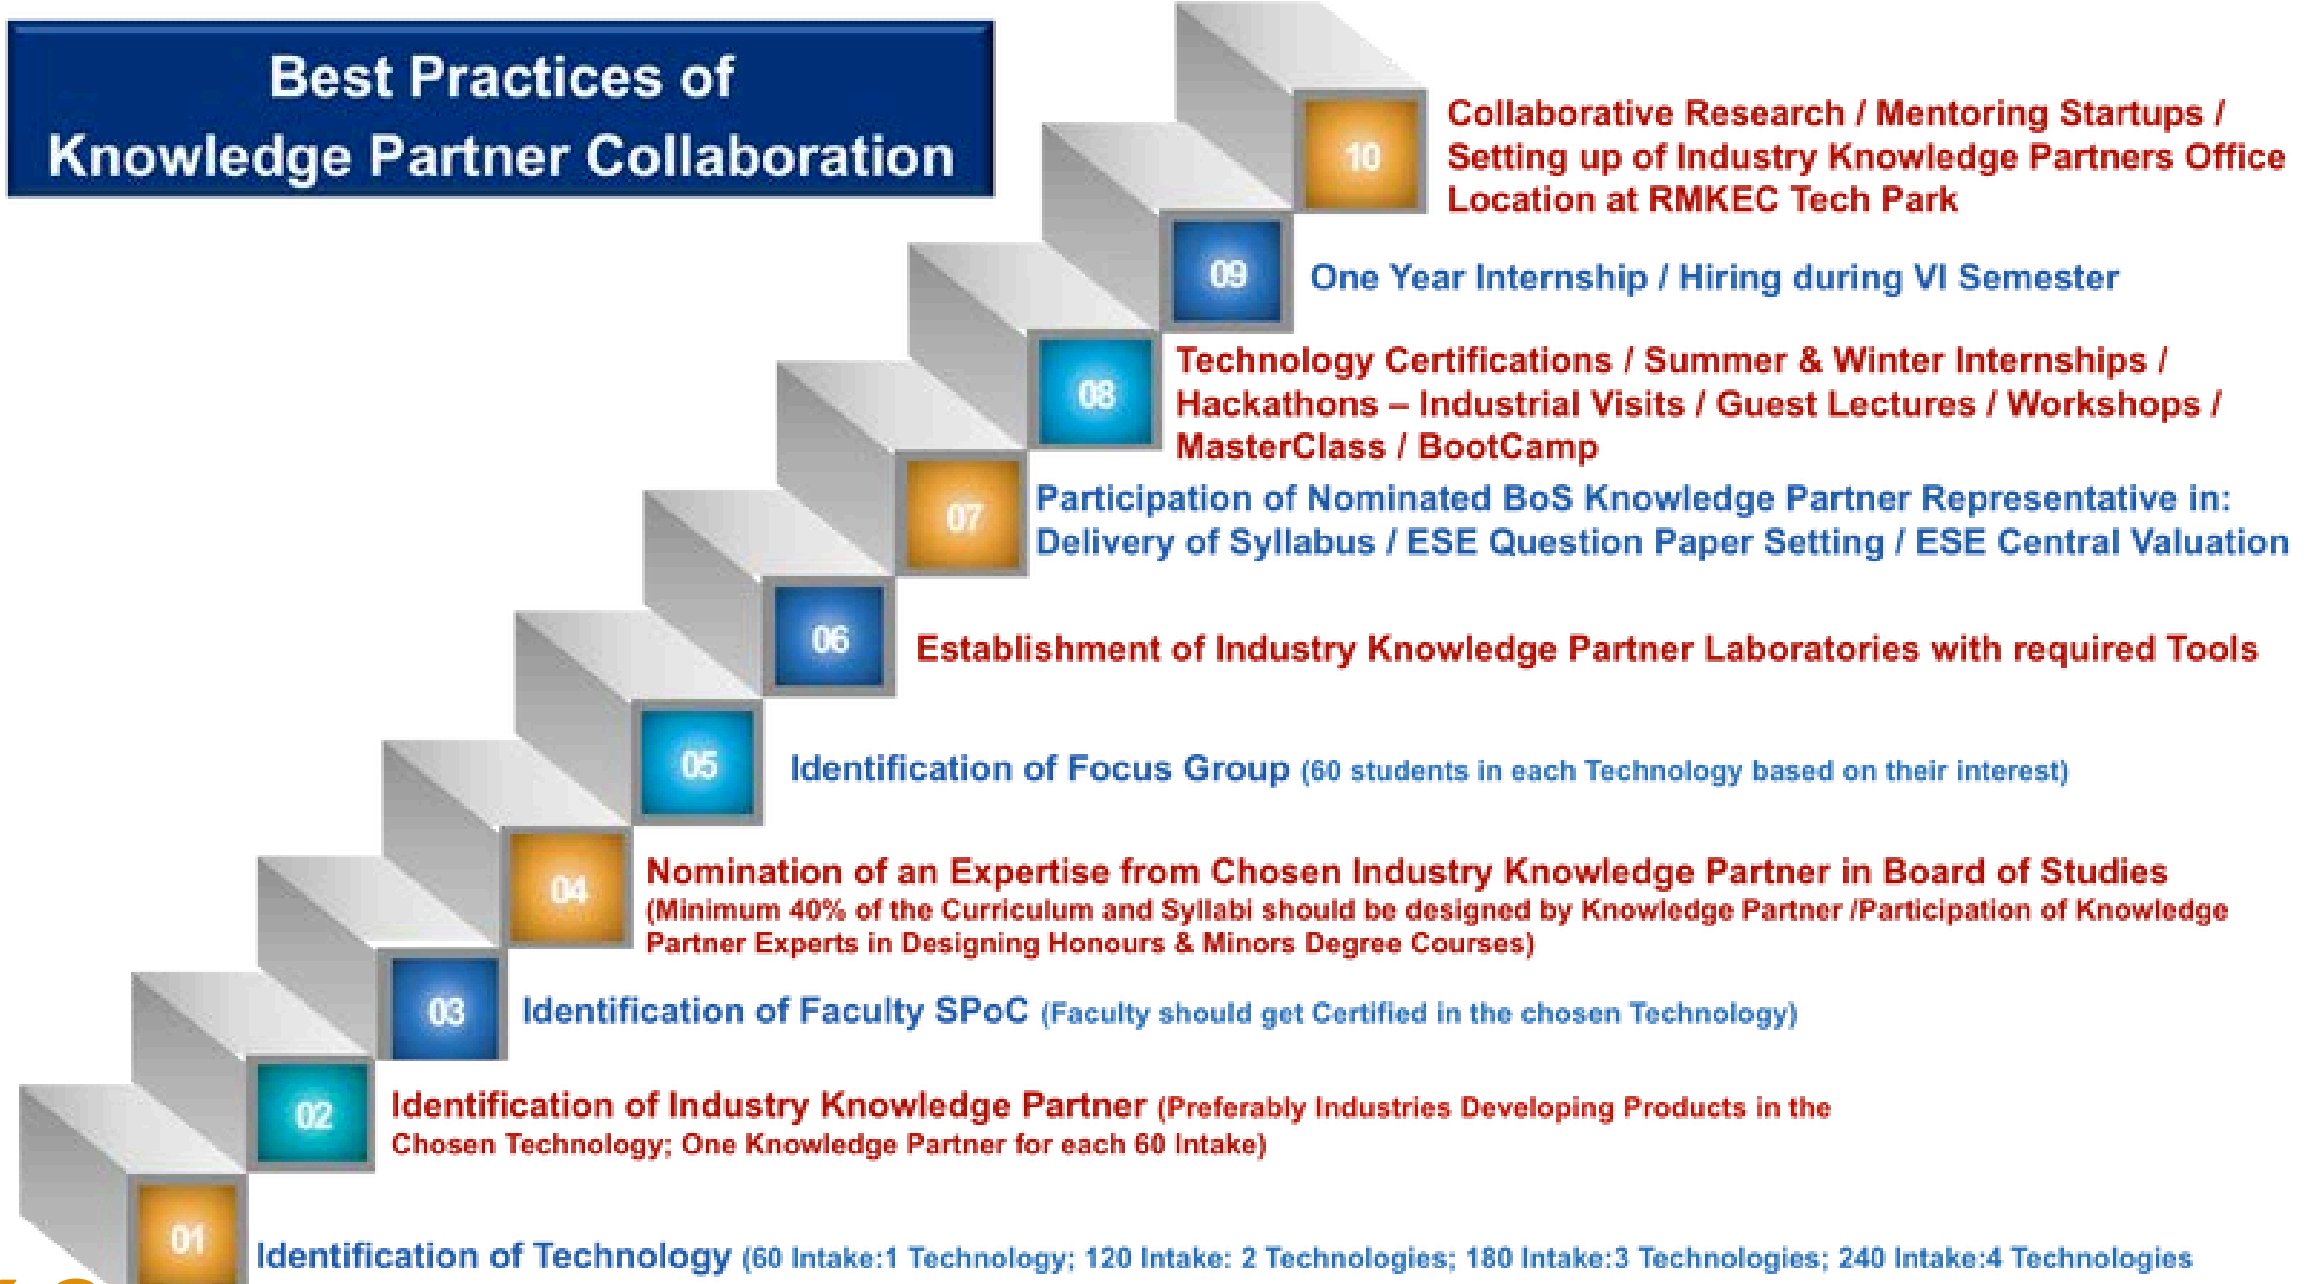 Best Practices of
Knowledge Partner Collaboration
10
Collaborative Research / Mentoring Startups /
Setting up of Industry Knowledge Partners Office
Location at RMKEC Tech Park
09
One Year Internship / Hiring during VI Semester
08
Technology Certifications / Summer & Winter Internships /
Hackathons – Industrial Visits / Guest Lectures / Workshops /
MasterClass / BootCamp
07
Participation of Nominated BoS Knowledge Partner Representative in:
Delivery of Syllabus / ESE Question Paper Setting / ESE Central Valuation
06
Establishment of Industry Knowledge Partner Laboratories with required Tools
05
Identification of Focus Group (60 students in each Technology based on their interest)
04
Nomination of an Expertise from Chosen Industry Knowledge Partner in Board of Studies
(Minimum 40% of the Curriculum and Syllabi should be designed by Knowledge Partner /Participation of Knowledge
Partner Experts in Designing Honours & Minors Degree Courses)
03
Identification of Faculty SPoC (Faculty should get Certified in the chosen Technology)
02
Identification of Industry Knowledge Partner (Preferably Industries Developing Products in the
Chosen Technology; One Knowledge Partner for each 60 Intake)
01
Identification of Technology (60 Intake:1 Technology; 120 Intake: 2 Technologies; 180 Intake:3 Technologies; 240 Intake:4 Technologies